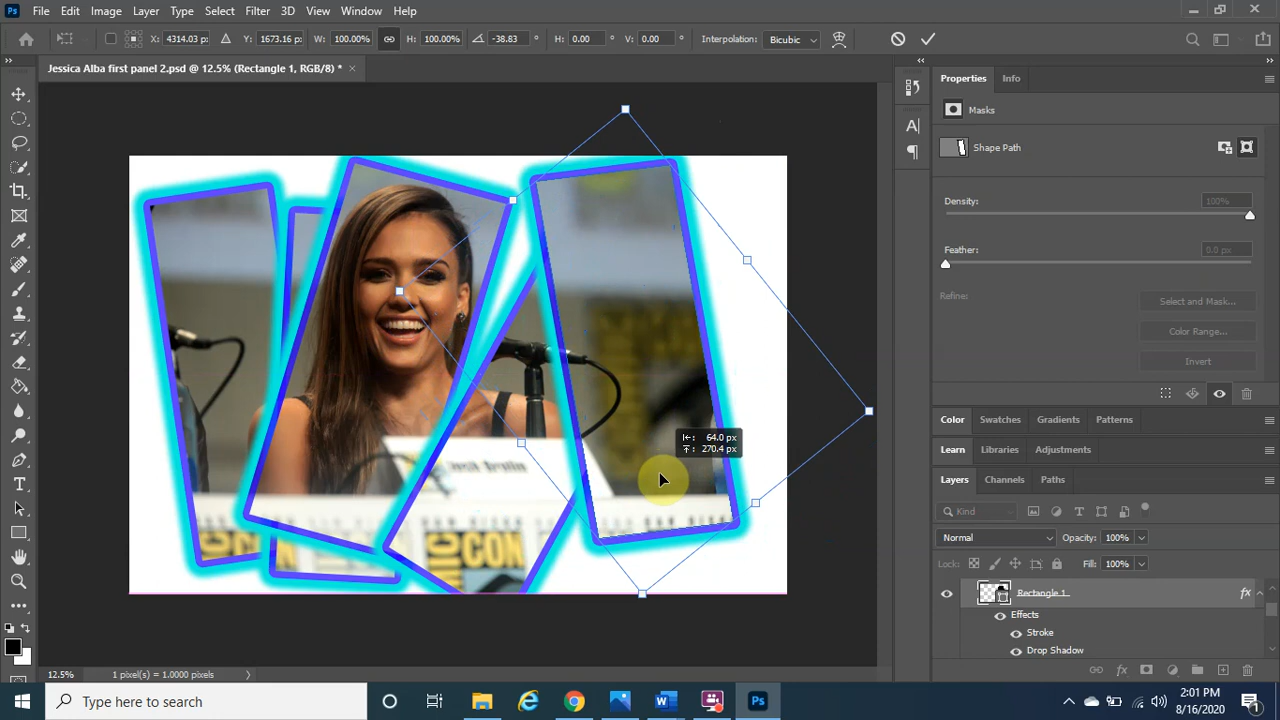 Ps File Edit Image Layer Type Select Filter 3D View Window Help
X: 4314.03 px Y: 1673.16 px W: 100.00% H: 100.00% -38.83 ° H: 0.00 ° V: 0.00 ° Interpolation: Bicubic
Jessica Alba first panel 2.psd @ 12.5% (Rectangle 1, RGB/8) * ×
Properties Info
Masks
Shape Path
Density: 100%
Feather: 0.0 px
Refine: Select and Mask...
Color Range...
Invert
Color Swatches Gradients Patterns
Learn Libraries Adjustments
Layers Channels Paths
Kind
Normal Opacity: 100%
Lock: Fill: 100%
Rectangle 1 fx
Effects
Stroke
Drop Shadow
64.0 px
270.4 px
COMIC
CON
12.5% 1 pixel(s) = 1.0000 pixels
Type here to search
2:01 PM
8/16/2020